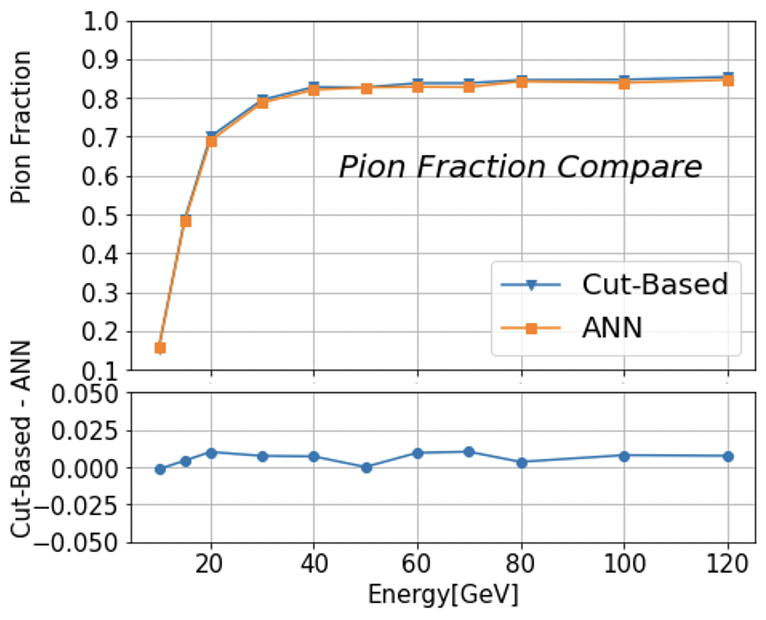 Pion Fraction
1.0
0.9
0.8
0.7
0.6
0.5
0.4
0.3
0.2
0.1
Pion Fraction Compare
Cut-Based
ANN
Cut-Based - ANN
0.050
0.025
0.000
−0.025
−0.050
20 40 60 80 100 120
Energy[GeV]